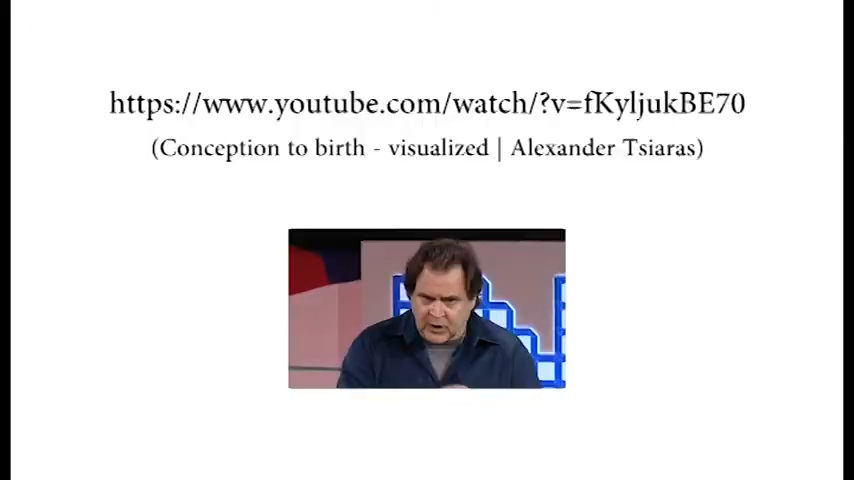 https://www.youtube.com/watch/?v=fKyljukBE70
(Conception to birth - visualized | Alexander Tsiaras)